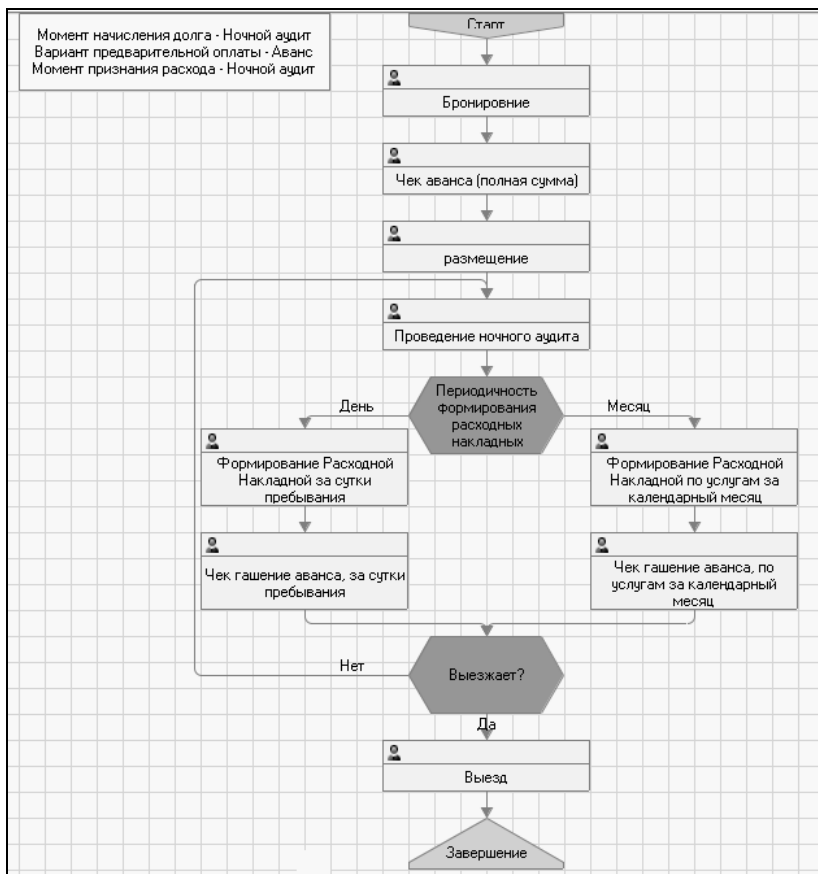 Момент начисления долга - Ночной аудит
Вариант предварительной оплаты - Аванс
Момент признания расхода - Ночной аудит
Старт
Бронировние
Чек аванса (полная сумма)
размещение
Проведение ночного аудита
Периодичность
формирования
расходных
накладных
День
Месяц
Формирование Расходной
Накладной за сутки
пребывания
Формирование Расходной
Накладной по услугам за
календарный месяц
Чек гашение аванса, за сутки
пребывания
Чек гашение аванса, по
услугам за календарный
месяц
Выезжает?
Нет
Да
Выезд
Завершение